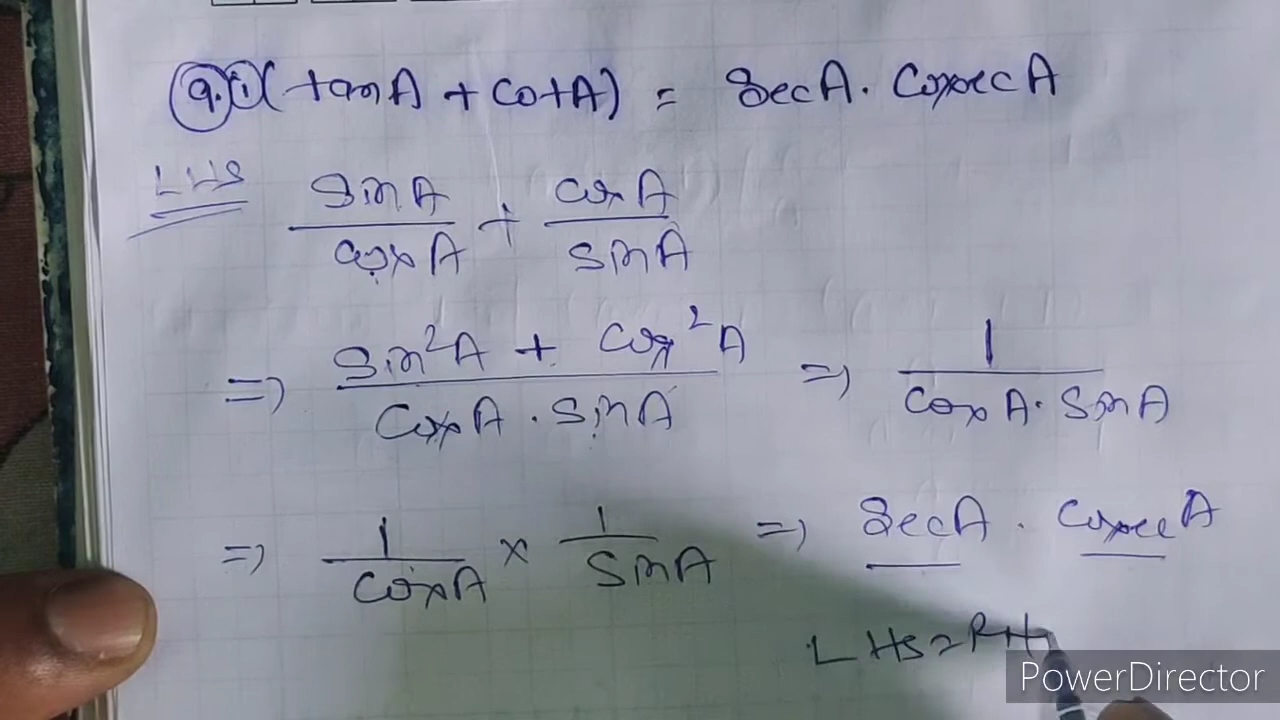 9. i (tanA + cotA) = SecA . CosecA
LHS
SinA / CosA + CosA / SinA
=> Sin²A + Cos²A / CosA . SinA => 1 / CosA . SinA
=> 1 / CosA × 1 / SinA => SecA . CosecA
LHS = RH
PowerDirector